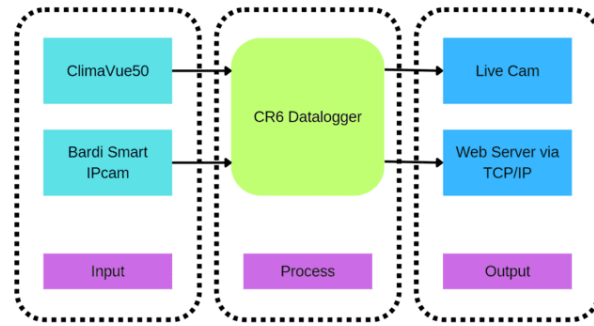 ClimaVue50
Bardi Smart
IPcam
Input
CR6 Datalogger
Process
Live Cam
Web Server via
TCP/IP
Output